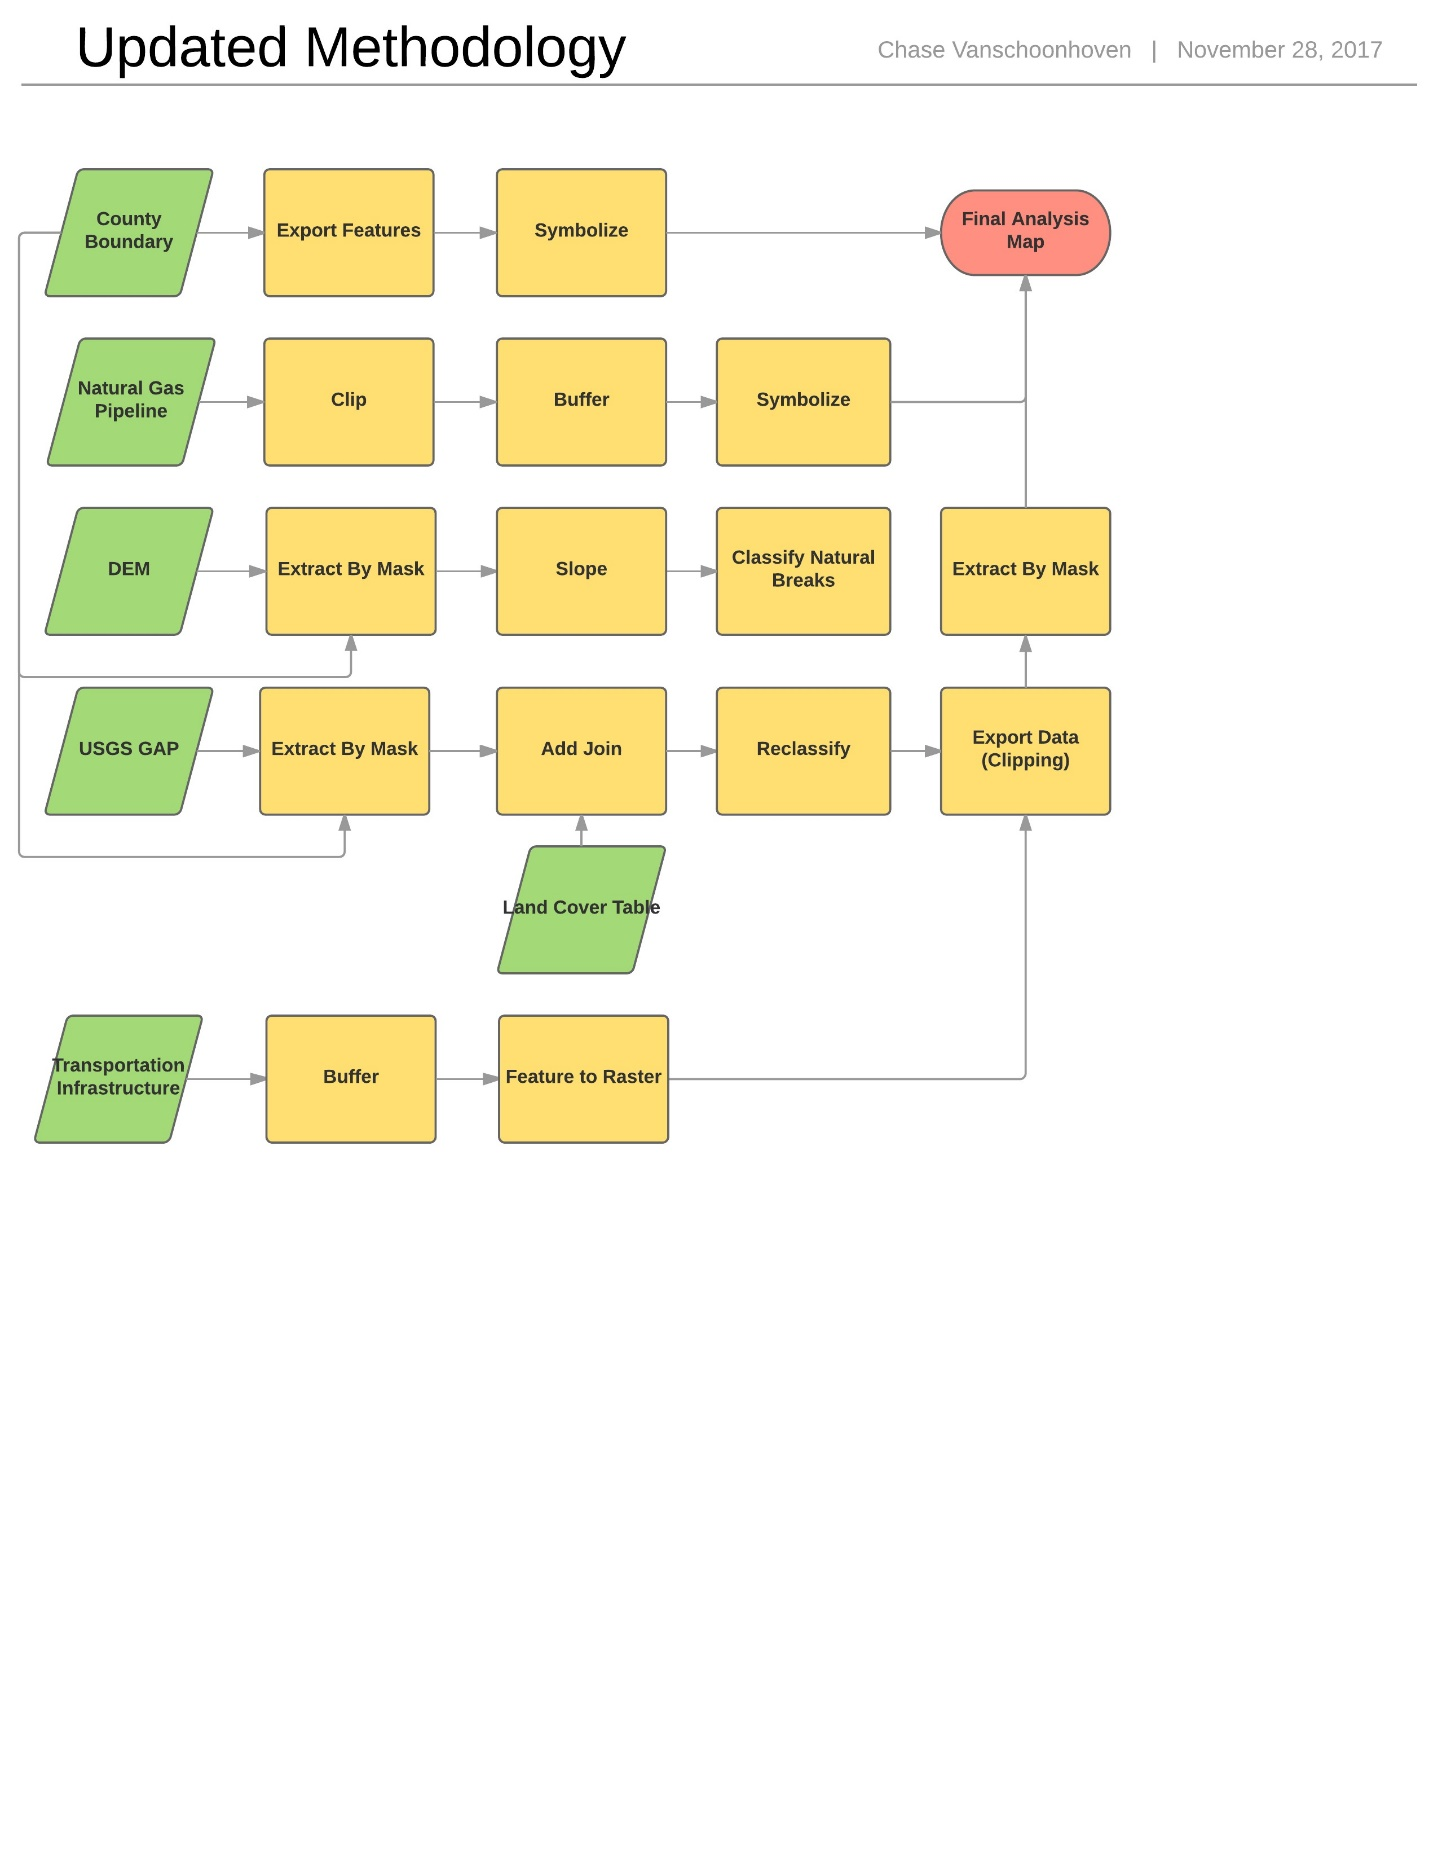 Updated Methodology
Chase Vanschoonhoven | November 28, 2017
County
Boundary
Export Features
Symbolize
Final Analysis
Map
Natural Gas
Pipeline
Clip
Buffer
Symbolize
DEM
Extract By Mask
Slope
Classify Natural
Breaks
Extract By Mask
USGS GAP
Extract By Mask
Add Join
Reclassify
Export Data
(Clipping)
Land Cover Table
Transportation
Infrastructure
Buffer
Feature to Raster